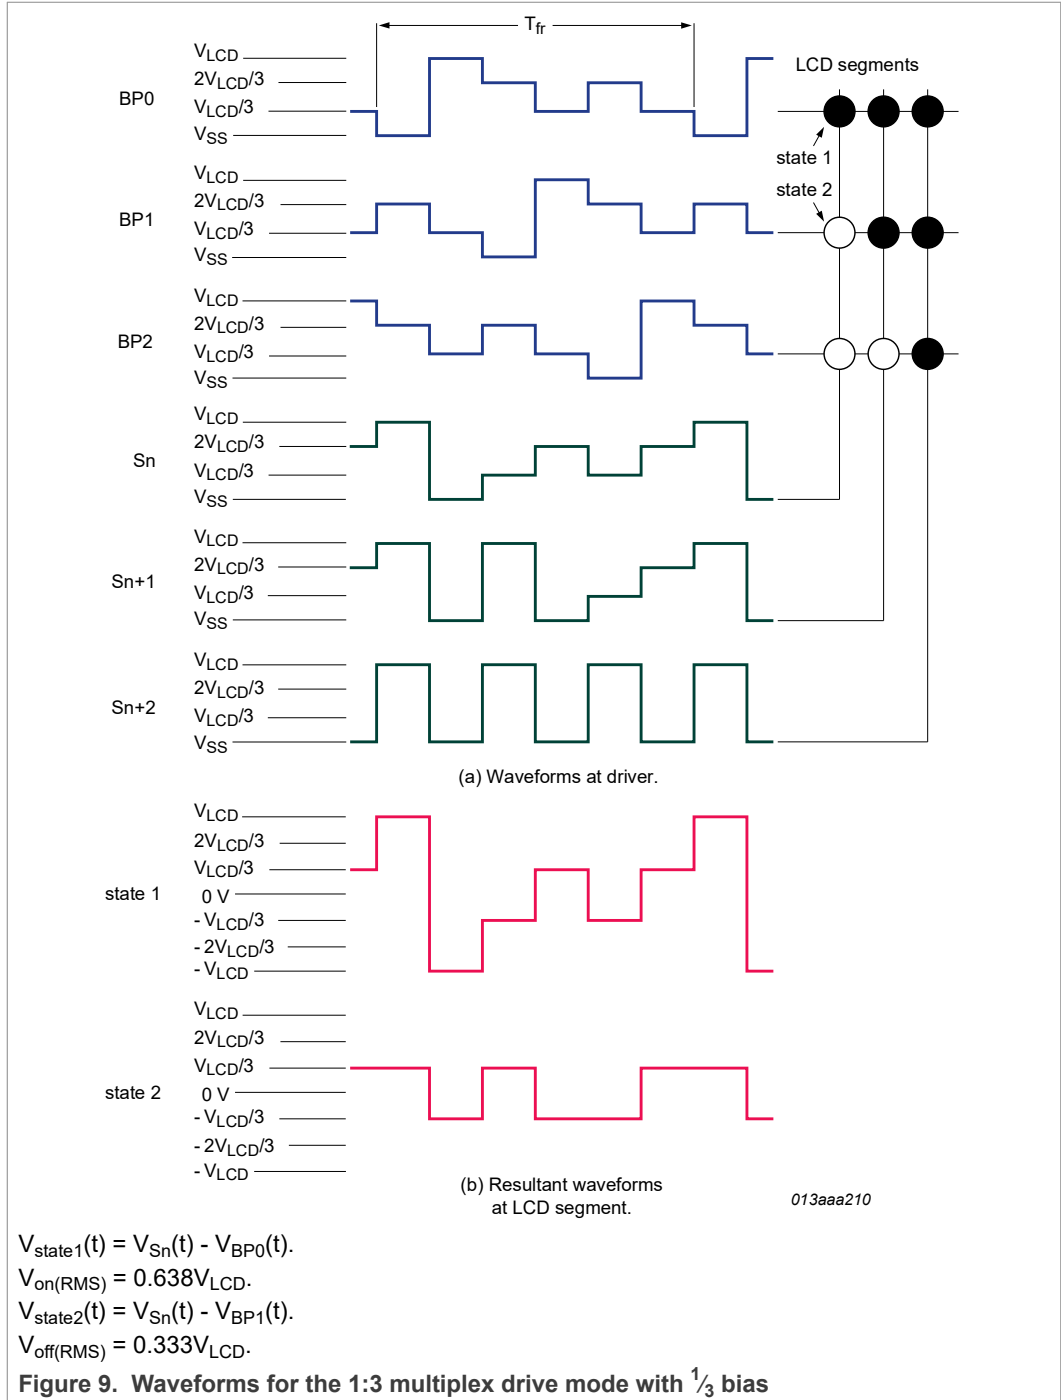 T_fr
BP0
V_LCD
2V_LCD/3
V_LCD/3
V_SS
LCD segments
state 1
BP1
V_LCD
2V_LCD/3
V_LCD/3
V_SS
state 2
BP2
V_LCD
2V_LCD/3
V_LCD/3
V_SS
Sn
V_LCD
2V_LCD/3
V_LCD/3
V_SS
Sn+1
V_LCD
2V_LCD/3
V_LCD/3
V_SS
Sn+2
V_LCD
2V_LCD/3
V_LCD/3
V_SS
(a) Waveforms at driver.
state 1
V_LCD
2V_LCD/3
V_LCD/3
0 V
- V_LCD/3
- 2V_LCD/3
- V_LCD
state 2
V_LCD
2V_LCD/3
V_LCD/3
0 V
- V_LCD/3
- 2V_LCD/3
- V_LCD
(b) Resultant waveforms
at LCD segment.
013aaa210
V_state1(t) = V_Sn(t) - V_BP0(t).
V_on(RMS) = 0.638V_LCD.
V_state2(t) = V_Sn(t) - V_BP1(t).
V_off(RMS) = 0.333V_LCD.
Figure 9. Waveforms for the 1:3 multiplex drive mode with 1/3 bias